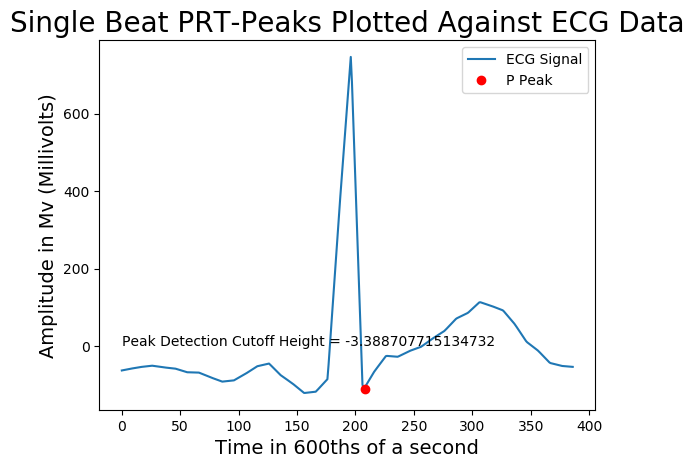 Single Beat PRT-Peaks Plotted Against ECG Data
ECG Signal
P Peak
Amplitude in Mv (Millivolts)
600
400
200
0
Peak Detection Cutoff Height = -3.388707715134732
0 50 100 150 200 250 300 350 400
Time in 600ths of a second